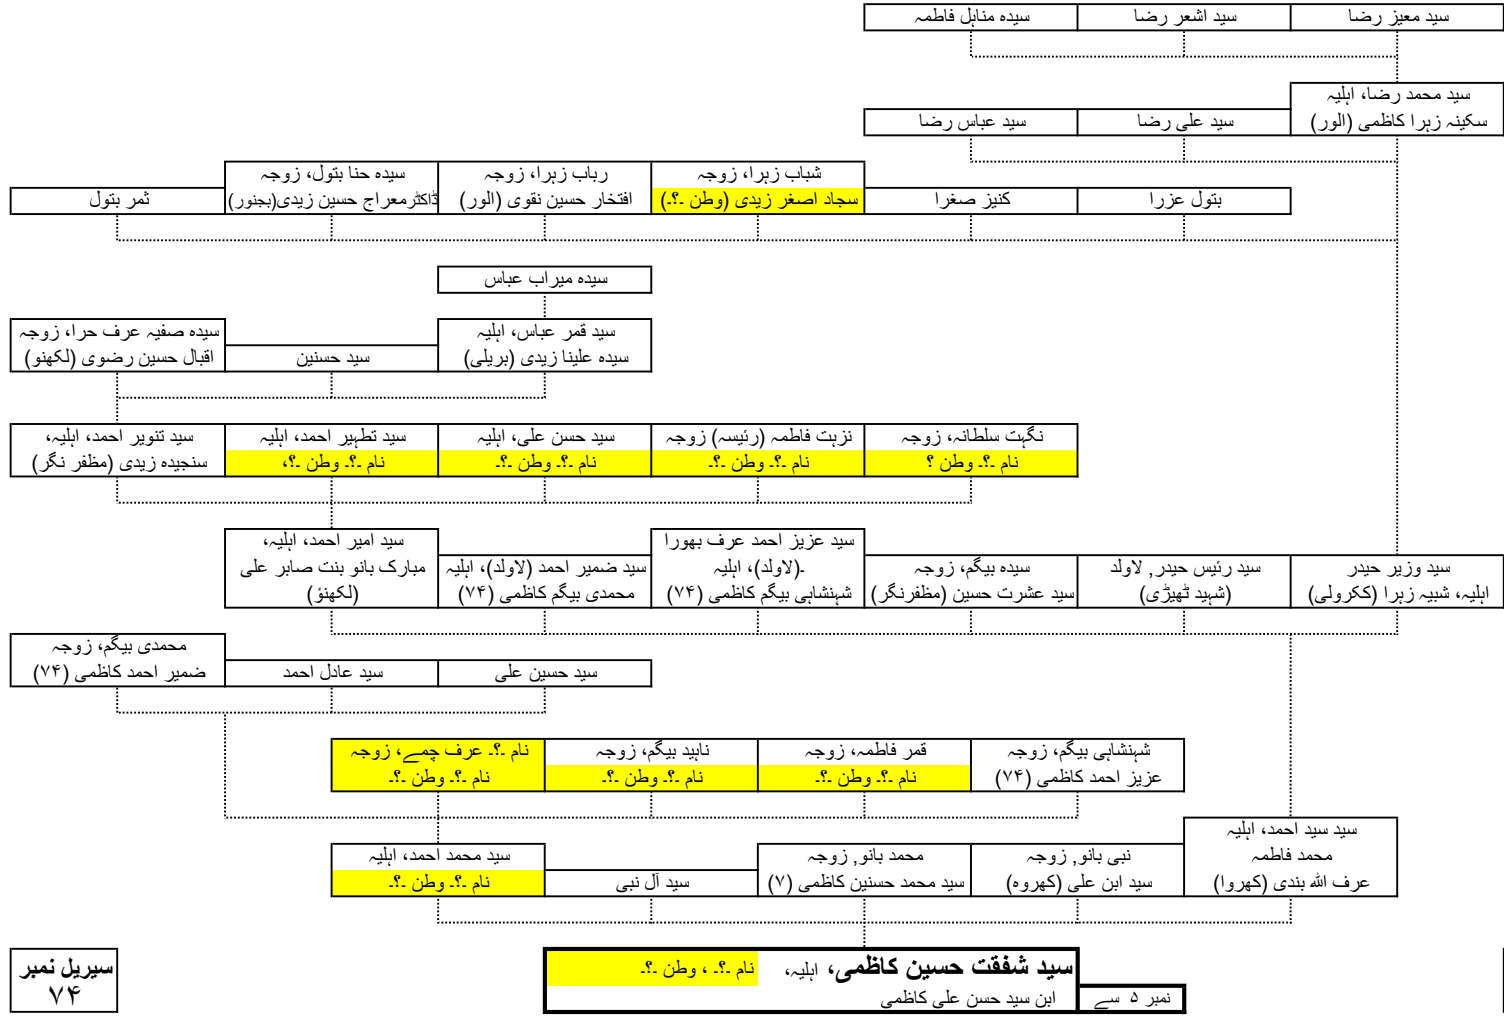 سید معیز رضا
سید اشعر رضا
سیدہ مناہل فاطمہ
سید محمد رضا، اہلیہ
سکینہ زہرا کاظمی (الور)
سید علی رضا
سید عباس رضا
بتول عزرا
کنیز صغرا
شباب زہرا، زوجہ
سجاد اصغر زیدی (وطن ۔؟۔)
رباب زہرا، زوجہ
افتخار حسین نقوی (الور)
سیدہ حنا بتول، زوجہ
ڈاکٹرمعراج حسین زیدی(بجنور)
ثمر بتول
سیدہ میراب عباس
سید قمر عباس، اہلیہ
سیدہ علینا زیدی (بریلی)
سید حسنین
سیدہ صفیہ عرف حرا، زوجہ
اقبال حسین رضوی (لکھنو)
نگہت سلطانہ، زوجہ
نام ۔؟۔ وطن ؟
نزہت فاطمہ (رئیسہ) زوجہ
نام ۔؟۔ وطن ۔؟۔
سید حسن علی، اہلیہ
نام ۔؟۔ وطن ۔؟۔
سید تطہیر احمد، اہلیہ
نام ۔؟۔ وطن ۔؟،
سید تنویر احمد، اہلیہ،
سنجیدہ زیدی (مظفر نگر)
سید وزیر حیدر
اہلیہ، شبیہ زہرا (ککرولی)
سید رئیس حیدر, لاولد
(شہید ٹھیڑی)
سیدہ بیگم، زوجہ
سید عشرت حسین (مظفرنگر)
سید عزیز احمد عرف بھورا
۔(لاولد)، اہلیہ
شہنشاہی بیگم کاظمی (۷۴)
سید ضمیر احمد (لاولد)، اہلیہ
محمدی بیگم کاظمی (۷۴)
سید امیر احمد، اہلیہ،
مبارک بانو بنت صابر علی
(لکھنؤ)
سید حسین علی
سید عادل احمد
محمدی بیگم، زوجہ
ضمیر احمد کاظمی (۷۴)
شہنشاہی بیگم، زوجہ
عزیز احمد کاظمی (۷۴)
قمر فاطمہ، زوجہ
نام ۔؟۔ وطن ۔؟۔
ناہید بیگم، زوجہ
نام ۔؟۔ وطن ۔؟۔
نام ۔؟۔ عرف چمے، زوجہ
نام ۔؟۔ وطن ۔؟۔
سید سید احمد، اہلیہ
محمد فاطمہ
عرف اللہ بندی (کھروا)
نبی بانو, زوجہ
سید ابن علی (کھروہ)
محمد بانو, زوجہ
سید محمد حسنین کاظمی (۷)
سید آل نبی
سید محمد احمد، اہلیہ
نام ۔؟۔ وطن ۔؟۔
نمبر ۵ سے
سید شفقت حسین کاظمی، اہلیہ، نام ۔؟۔ ، وطن ۔؟۔
ابن سید حسن علی کاظمی
سیریل نمبر
۷۴